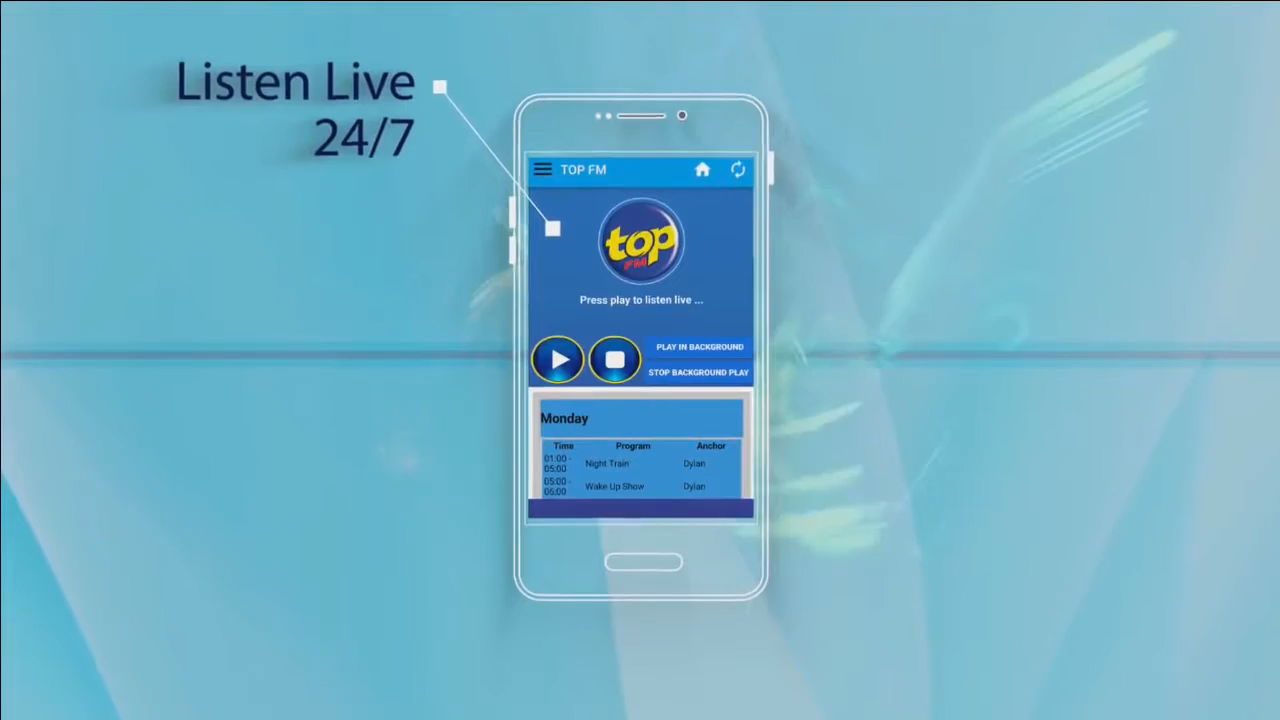 Listen Live
24/7
TOP FM
top
FM
Press play to listen live ...
PLAY IN BACKGROUND
STOP BACKGROUND PLAY
Monday
Time Program Anchor
01:00 -
05:00 Night Train Dylan
05:00 -
06:00 Wake Up Show Dylan